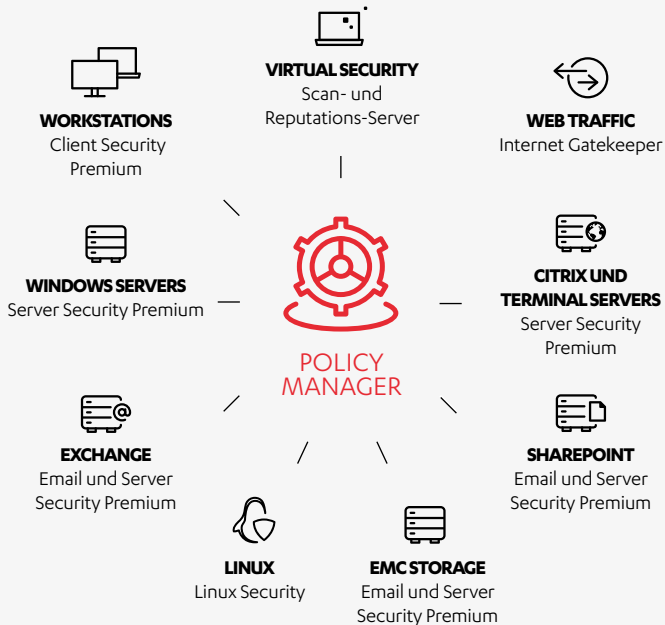 VIRTUAL SECURITY
Scan- und
Reputations-Server
WORKSTATIONS
Client Security
Premium
WEB TRAFFIC
Internet Gatekeeper
WINDOWS SERVERS
Server Security Premium
CITRIX UND
TERMINAL SERVERS
Server Security
Premium
POLICY
MANAGER
EXCHANGE
Email und Server
Security Premium
SHAREPOINT
Email und Server
Security Premium
LINUX
Linux Security
EMC STORAGE
Email und Server
Security Premium